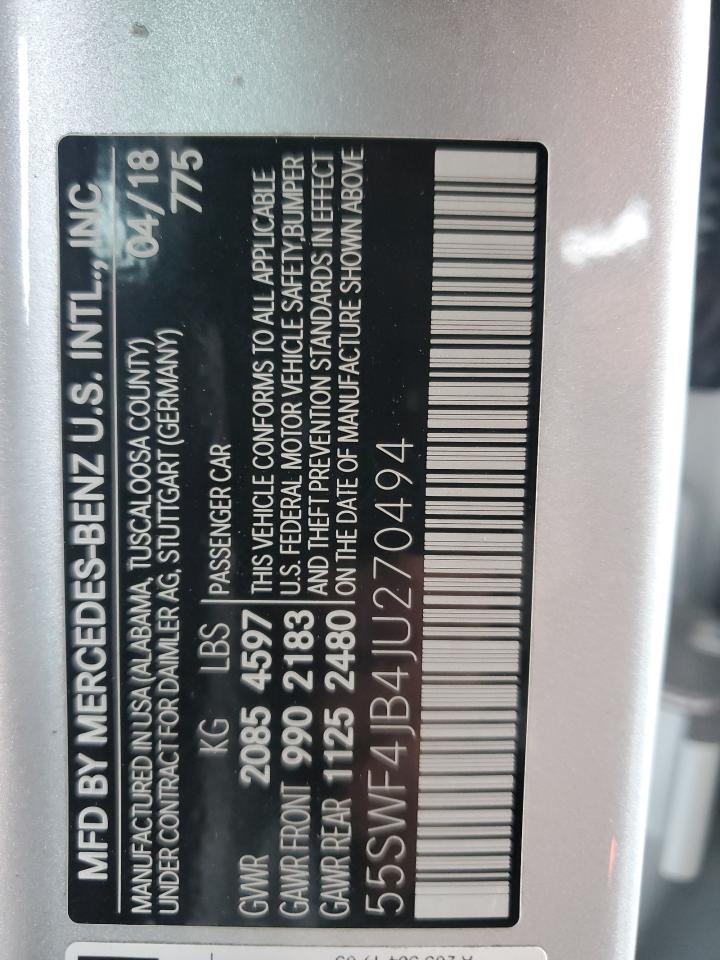 MFD BY MERCEDES-BENZ U.S. INTL., INC
MANUFACTURED IN USA (ALABAMA, TUSCALOOSA COUNTY) 04/18
UNDER CONTRACT FOR DAIMLER AG, STUTTGART (GERMANY) 775
KG LBS PASSENGER CAR
GVWR 2085 4597 THIS VEHICLE CONFORMS TO ALL APPLICABLE
GAWR FRONT 990 2183 U.S. FEDERAL MOTOR VEHICLE SAFETY,BUMPER
GAWR REAR 1125 2480 AND THEFT PREVENTION STANDARDS IN EFFECT
ON THE DATE OF MANUFACTURE SHOWN ABOVE
55SWF4JB4JU270494